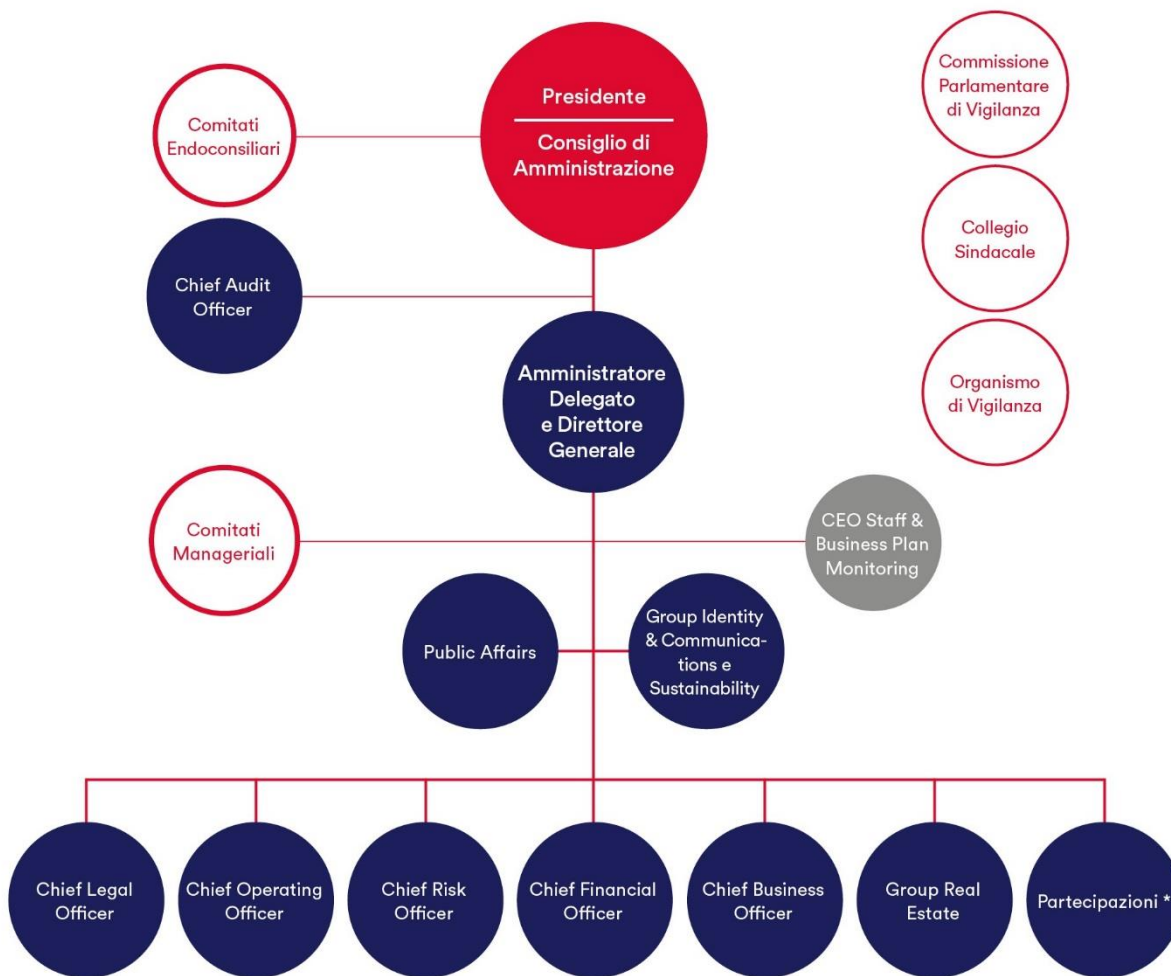 Presidente
Consiglio di
Amministrazione
Comitati
Endoconsiliari
Commissione
Parlamentare
di Vigilanza
Collegio
Sindacale
Chief Audit
Officer
Organismo
di Vigilanza
Amministratore
Delegato
e Direttore
Generale
Comitati
Manageriali
CEO Staff &
Business Plan
Monitoring
Public Affairs
Group Identity
& Communica-
tions e
Sustainability
Chief Legal
Officer
Chief Operating
Officer
Chief Risk
Officer
Chief Financial
Officer
Chief Business
Officer
Group Real
Estate
Partecipazioni *